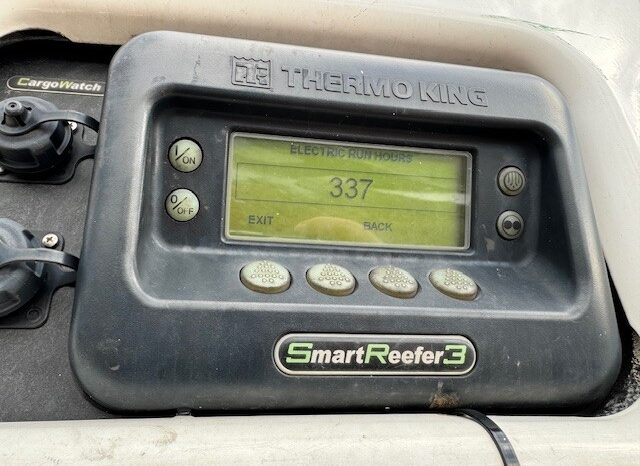 CargoWatch
THERMO KING
I/ON
O/OFF
ELECTRIC RUN HOURS
337
EXIT BACK
SmartReefer3